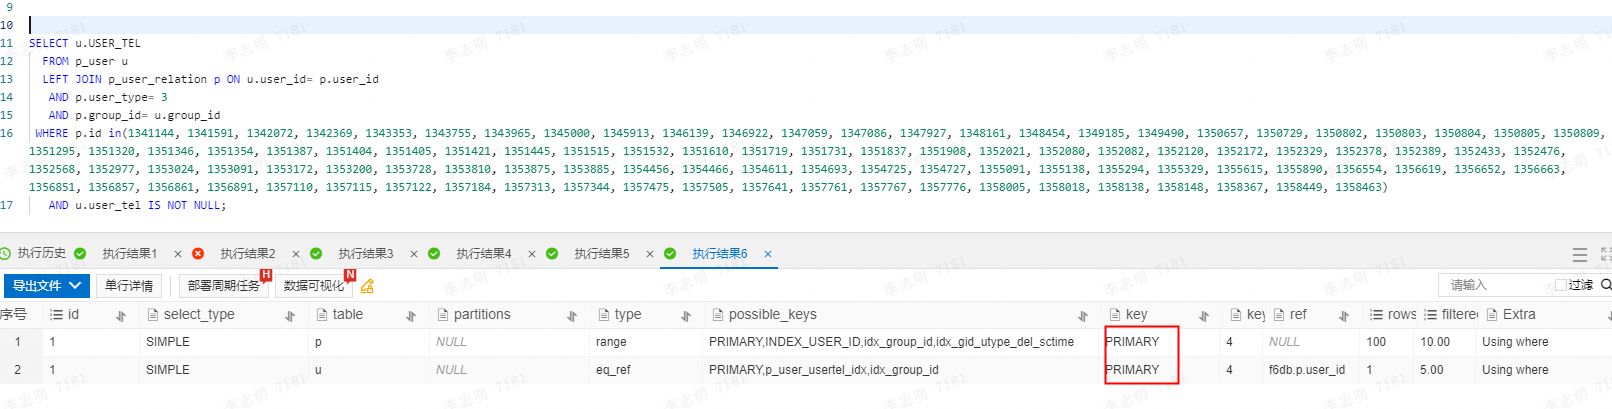 9
10
11 SELECT u.USER_TEL
12 FROM p_user u
13 LEFT JOIN p_user_relation p ON u.user_id= p.user_id
14 AND p.user_type= 3
15 AND p.group_id= u.group_id
16 WHERE p.id in(1341144, 1341591, 1342072, 1342369, 1343353, 1343755, 1343965, 1345000, 1345913, 1346139, 1346922, 1347059, 1347086, 1347927, 1348161, 1348454, 1349185, 1349490, 1350657, 1350729, 1350802, 1350803, 1350804, 1350805, 1350809,
1351295, 1351320, 1351346, 1351354, 1351387, 1351404, 1351405, 1351421, 1351445, 1351515, 1351532, 1351610, 1351719, 1351731, 1351837, 1351908, 1352021, 1352080, 1352082, 1352120, 1352172, 1352329, 1352378, 1352389, 1352433, 1352476,
1352568, 1352977, 1353024, 1353091, 1353172, 1353200, 1353728, 1353810, 1353875, 1353885, 1354456, 1354466, 1354611, 1354693, 1354725, 1354727, 1355091, 1355138, 1355294, 1355329, 1355615, 1355890, 1356554, 1356619, 1356652, 1356663,
1356851, 1356857, 1356861, 1356891, 1357110, 1357115, 1357122, 1357184, 1357313, 1357344, 1357475, 1357505, 1357641, 1357761, 1357767, 1357776, 1358005, 1358018, 1358138, 1358148, 1358367, 1358449, 1358463)
17 AND u.user_tel IS NOT NULL;
执行历史 执行结果1 × 执行结果2 × 执行结果3 × 执行结果4 × 执行结果5 × 执行结果6 ×
导出文件 单行详情 部署周期任务 H 数据可视化 N 请输入 过滤
序号 id select_type table partitions type possible_keys key key ref rows filtered Extra
1 1 SIMPLE p NULL range PRIMARY,INDEX_USER_ID,idx_group_id,idx_gid_utype_del_sctime PRIMARY 4 NULL 100 10.00 Using where
2 1 SIMPLE u NULL eq_ref PRIMARY,p_user_usertel_idx,idx_group_id PRIMARY 4 f6db.p.user_id 1 5.00 Using where
李志明 7181